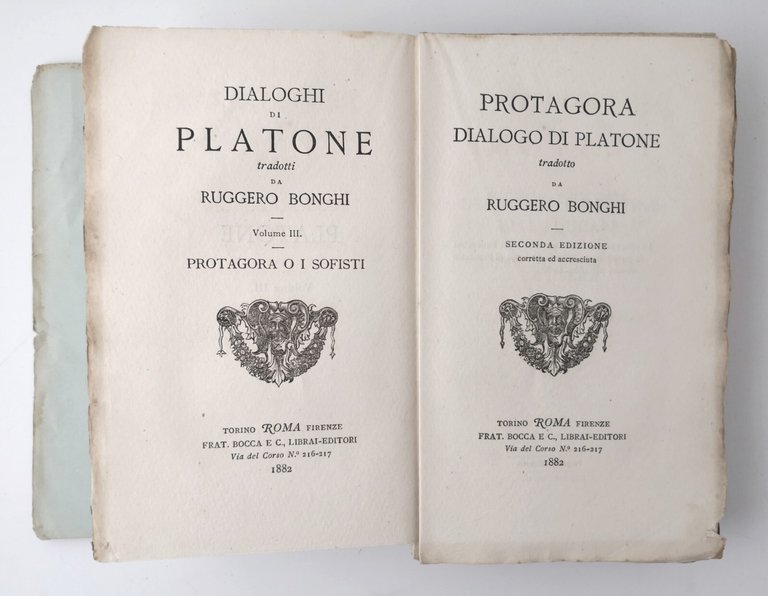 DIALOGHI
DI
PLATONE
tradotti
DA
RUGGERO BONGHI
Volume III.
PROTAGORA O I SOFISTI
TORINO ROMA FIRENZE
FRAT. BOCCA E C., LIBRAI-EDITORI
Via del Corso N.º 216-217
1882
PROTAGORA
DIALOGO DI PLATONE
tradotto
DA
RUGGERO BONGHI
SECONDA EDIZIONE
corretta ed accresciuta
TORINO ROMA FIRENZE
FRAT. BOCCA E C., LIBRAI-EDITORI
Via del Corso N.º 216-217
1882